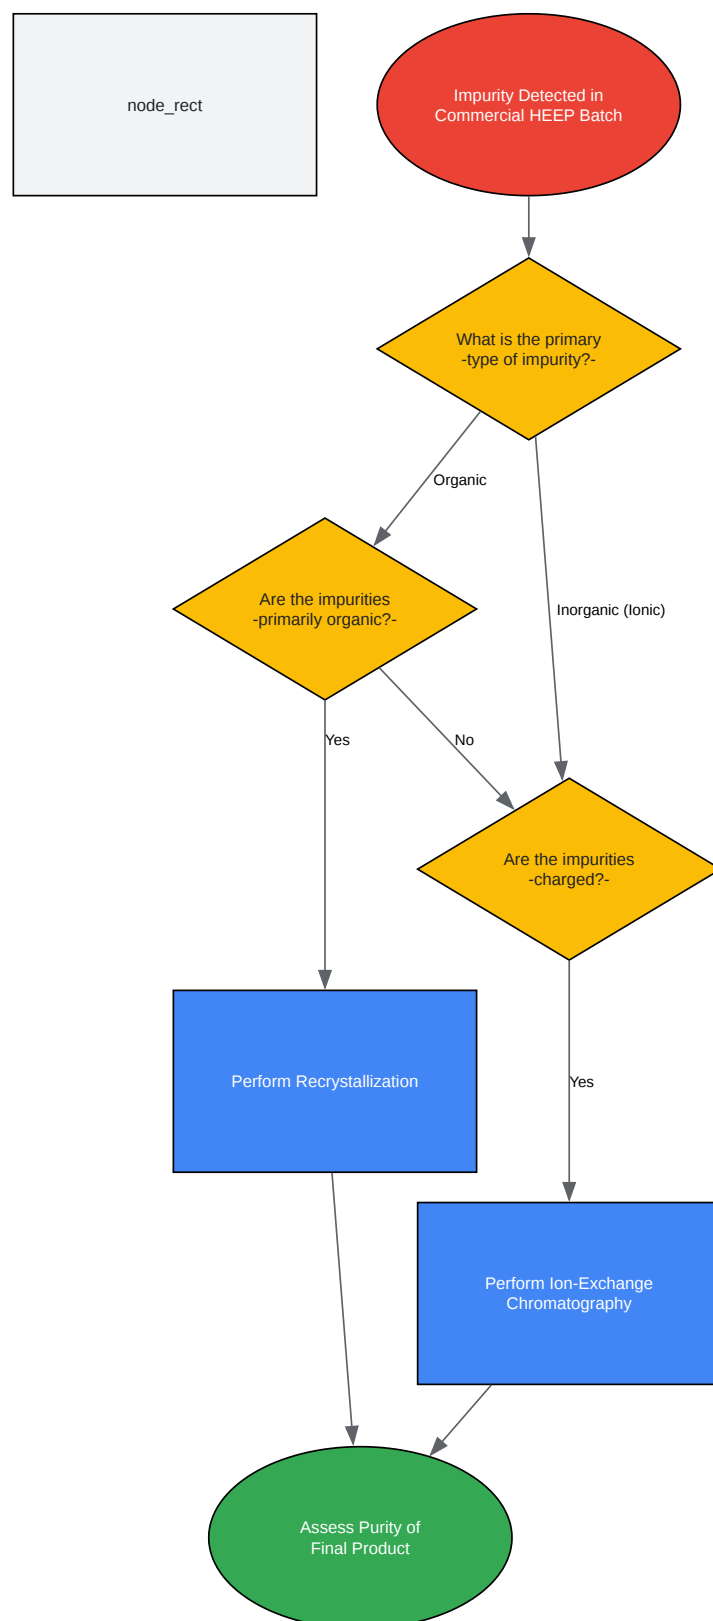 node_rect
Impurity Detected in
Commercial HEEP Batch
What is the primary
-type of impurity?-
Organic
Are the impurities
-primarily organic?-
Inorganic (Ionic)
Yes
No
Are the impurities
-charged?-
Perform Recrystallization
Yes
Perform Ion-Exchange
Chromatography
Assess Purity of
Final Product